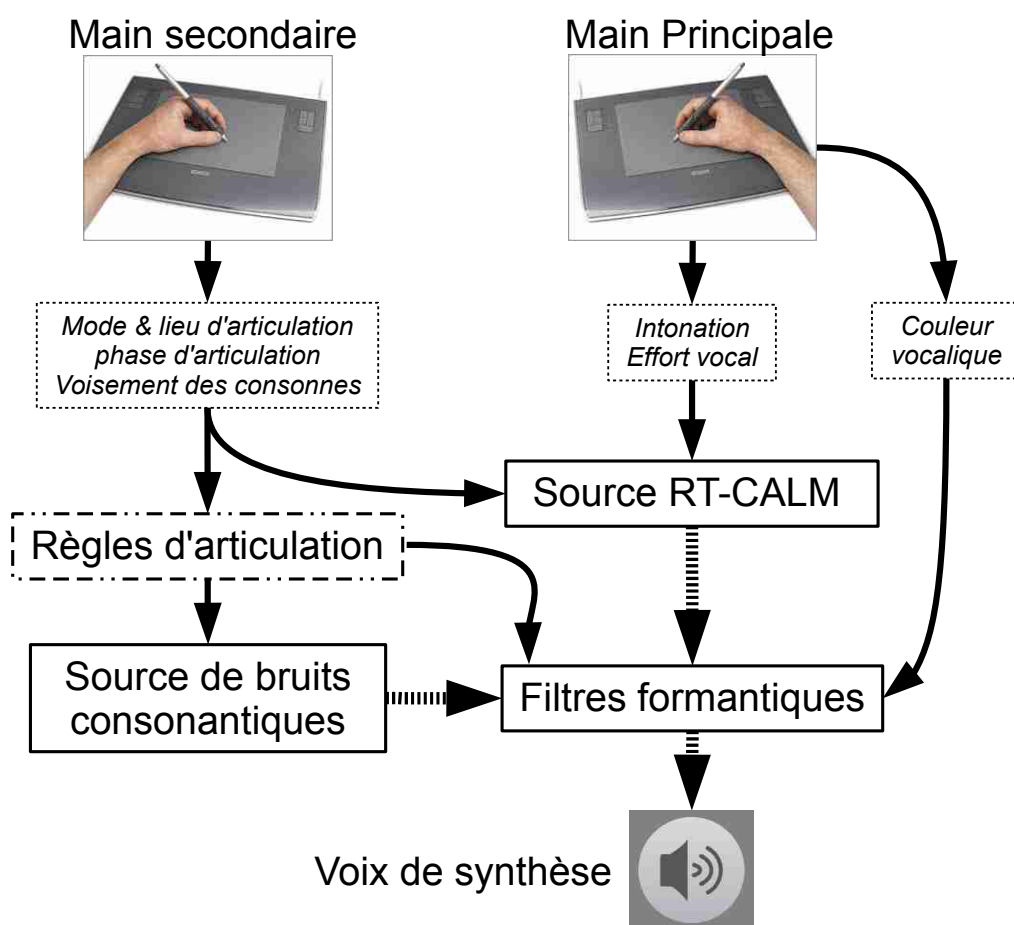 Main secondaire
Main Principale
Mode & lieu d'articulation
phase d'articulation
Voisement des consonnes
Intonation
Effort vocal
Couleur
vocalique
Source RT-CALM
Règles d'articulation
Source de bruits
consonantiques
Filtres formantiques
Voix de synthèse